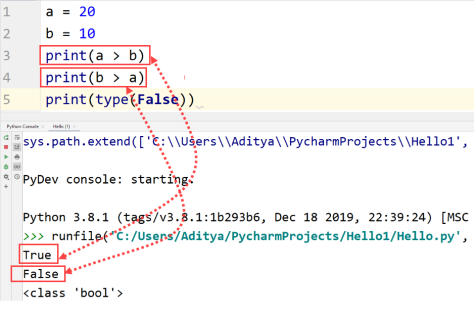 1 a = 20
2 b = 10
3 print(a > b)
4 print(b > a)
5 print(type(False))
Python Console × Hello (1) ×
sys.path.extend(['C:\\Users\\Aditya\\PycharmProjects\\Hello1',
PyDev console: starting.
Python 3.8.1 (tags/v3.8.1:1b293b6, Dec 18 2019, 22:39:24) [MSC
>>> runfile('C:/Users/Aditya/PycharmProjects/Hello1/Hello.py',
True
False
<class 'bool'>